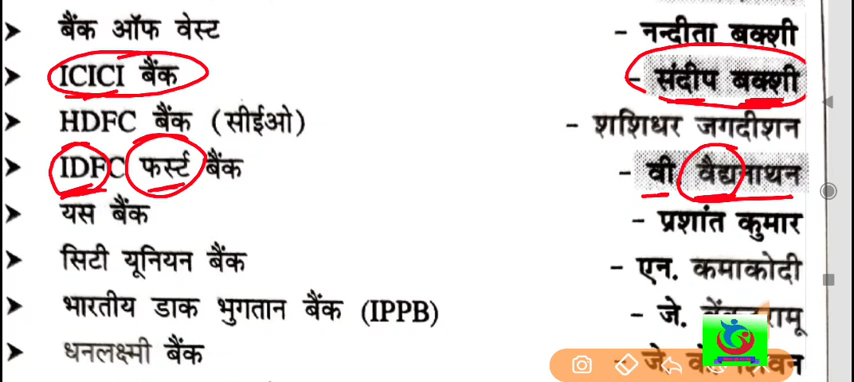 बैंक ऑफ वेस्ट - नन्दीता बक्शी
ICICI बैंक - संदीप बक्शी
HDFC बैंक (सीईओ) - शशिधर जगदीशन
IDFC फर्स्ट बैंक - वी वैद्यनाथन
यस बैंक - प्रशांत कुमार
सिटी यूनियन बैंक - एन. कमाकोदी
भारतीय डाक भुगतान बैंक (IPPB) - जे.
धनलक्ष्मी बैंक - जे.